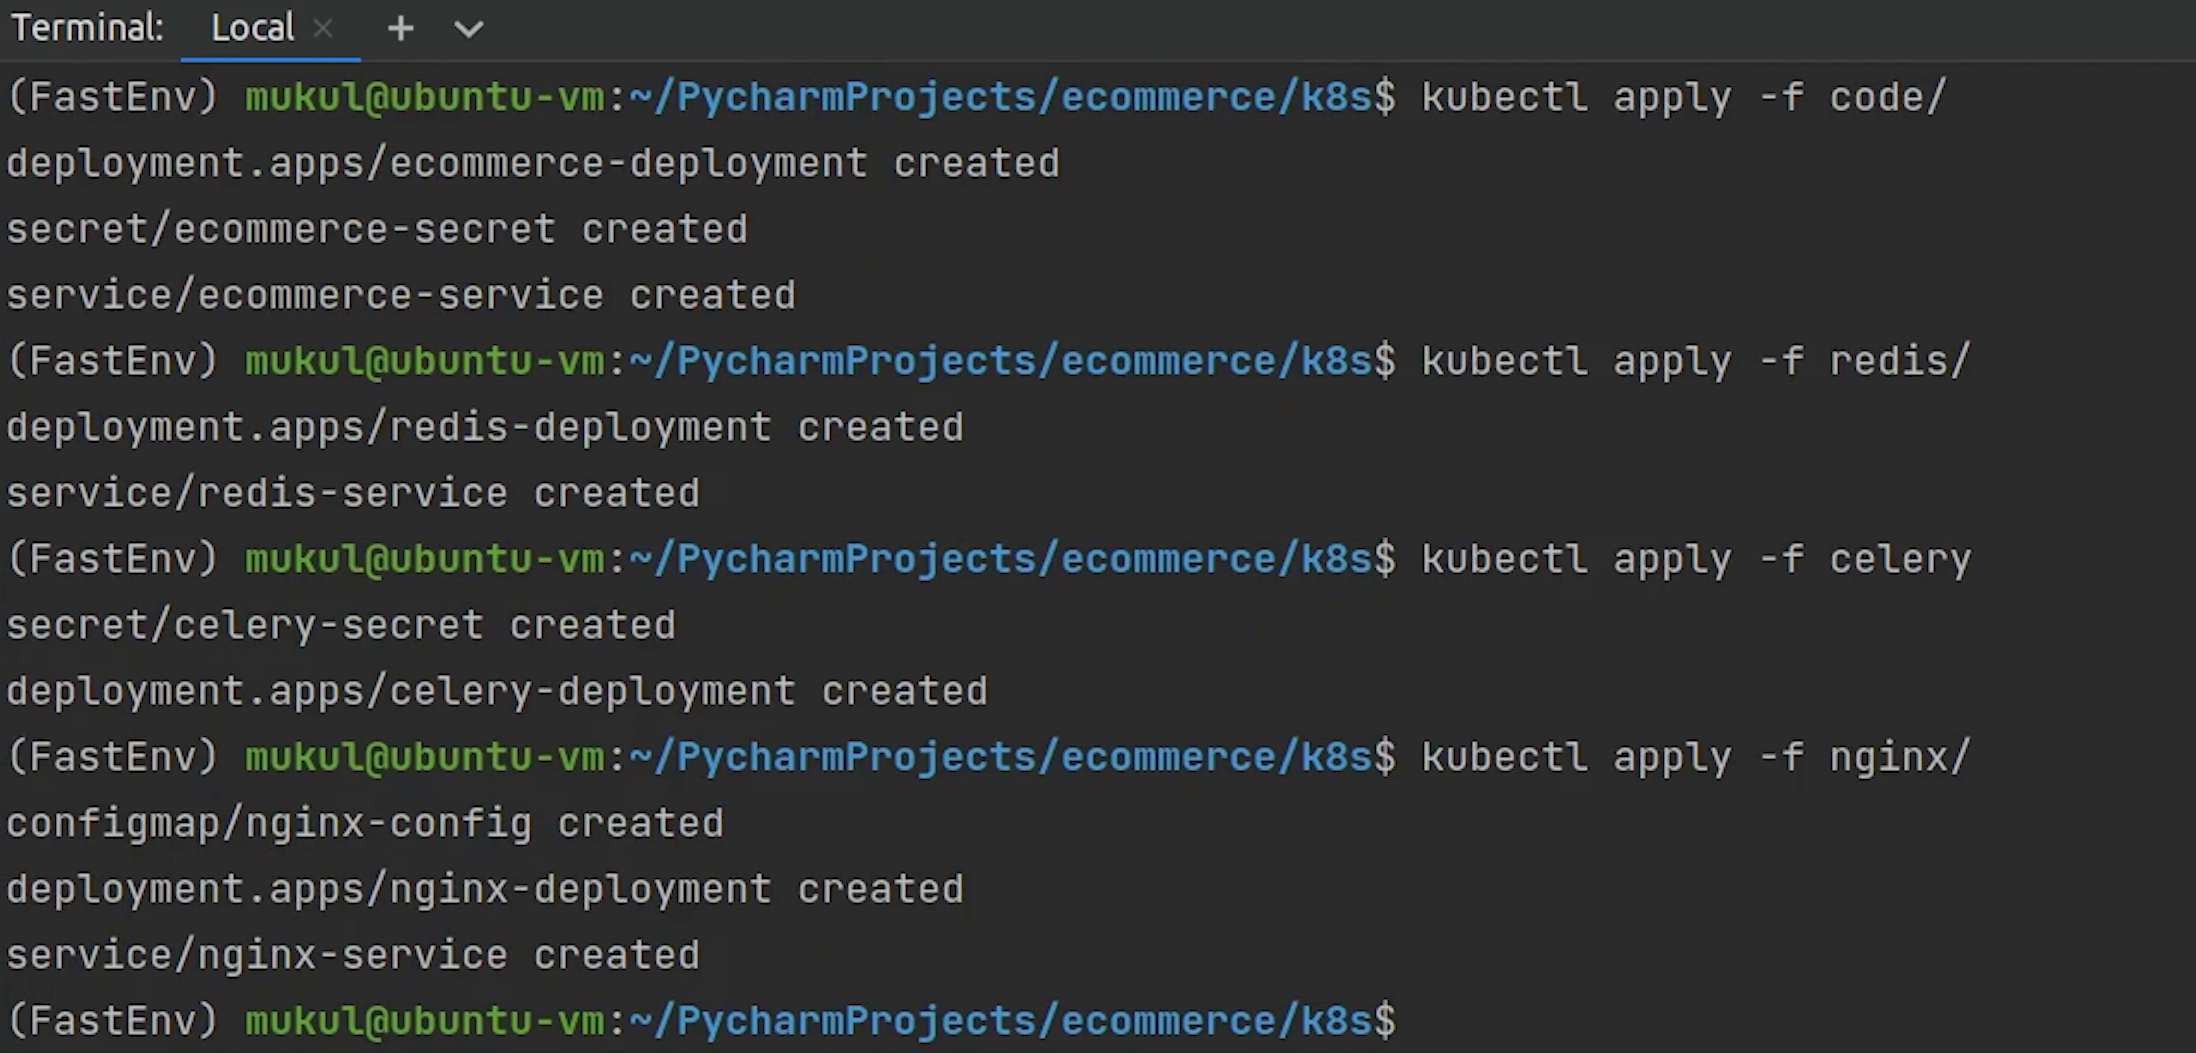 Terminal: Local × + 
(FastEnv) mukul@ubuntu-vm:~/PycharmProjects/ecommerce/k8s$ kubectl apply -f code/
deployment.apps/ecommerce-deployment created
secret/ecommerce-secret created
service/ecommerce-service created
(FastEnv) mukul@ubuntu-vm:~/PycharmProjects/ecommerce/k8s$ kubectl apply -f redis/
deployment.apps/redis-deployment created
service/redis-service created
(FastEnv) mukul@ubuntu-vm:~/PycharmProjects/ecommerce/k8s$ kubectl apply -f celery
secret/celery-secret created
deployment.apps/celery-deployment created
(FastEnv) mukul@ubuntu-vm:~/PycharmProjects/ecommerce/k8s$ kubectl apply -f nginx/
configmap/nginx-config created
deployment.apps/nginx-deployment created
service/nginx-service created
(FastEnv) mukul@ubuntu-vm:~/PycharmProjects/ecommerce/k8s$